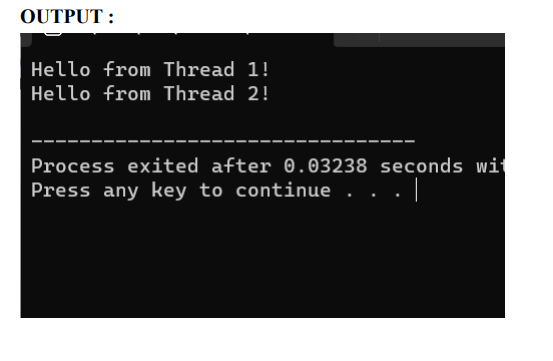 OUTPUT :
Hello from Thread 1!
Hello from Thread 2!
---------------------------------
Process exited after 0.03238 seconds
Press any key to continue . . .